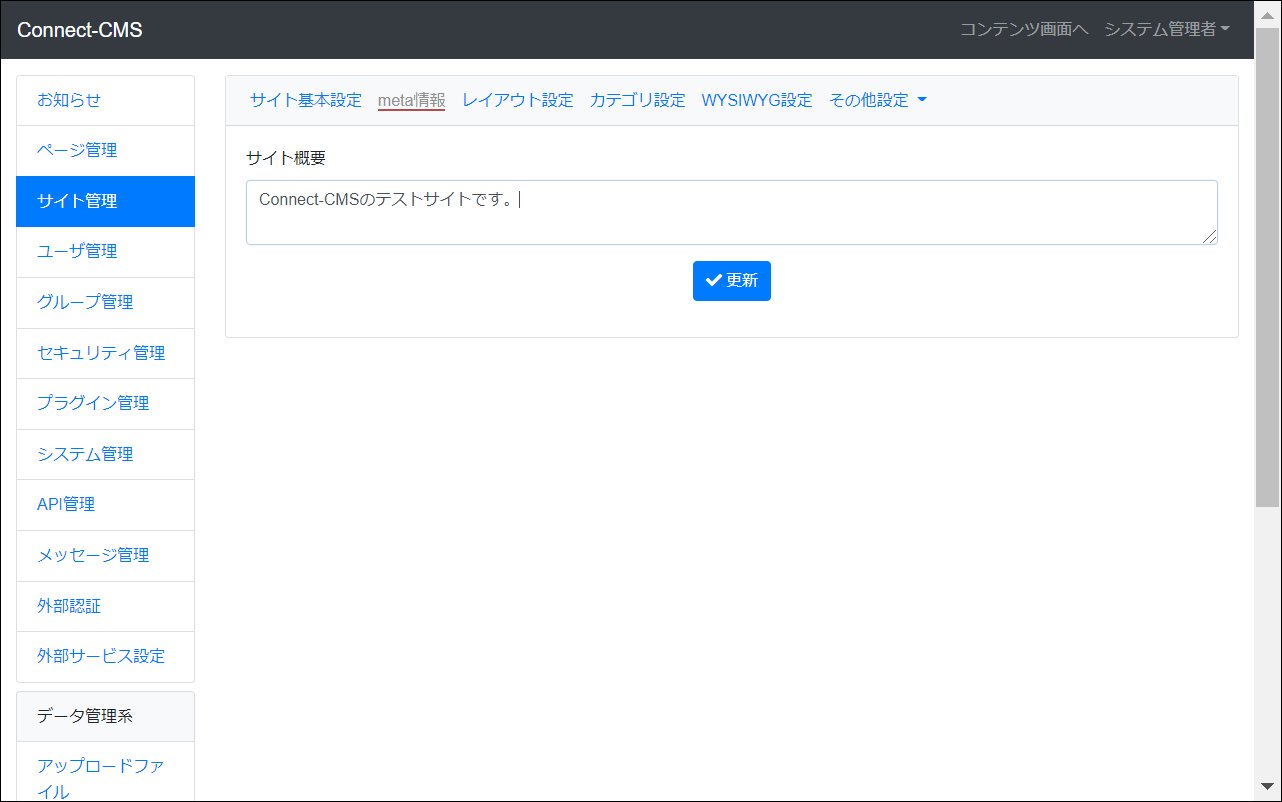 Connect-CMS
コンテンツ画面へ システム管理者
お知らせ
ページ管理
サイト管理
ユーザ管理
グループ管理
セキュリティ管理
プラグイン管理
システム管理
API管理
メッセージ管理
外部認証
外部サービス設定
データ管理系
アップロードファ
イル
サイト基本設定 meta情報 レイアウト設定 カテゴリ設定 WYSIWYG設定 その他設定
サイト概要
Connect-CMSのテストサイトです。
更新